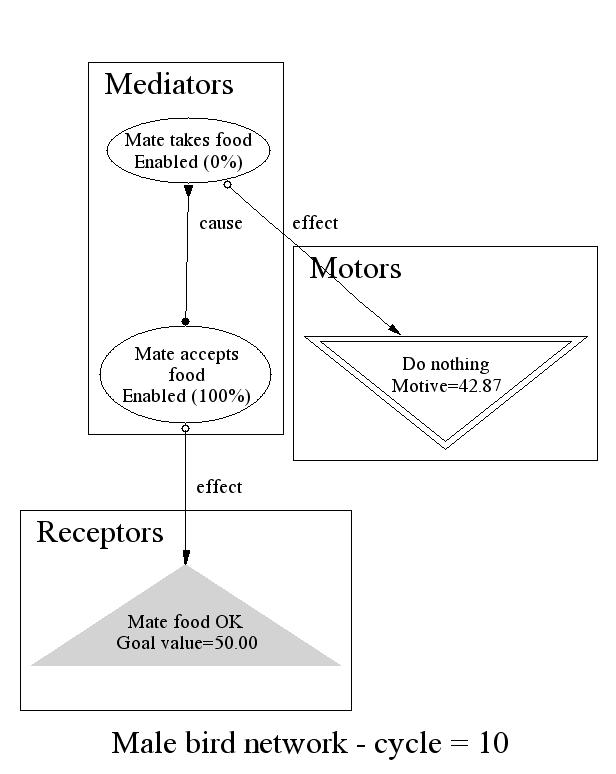 Mediators
Mate takes food
Enabled (0%)
cause
effect
Motors
Mate accepts
food
Enabled (100%)
Do nothing
Motive=42.87
effect
Receptors
Mate food OK
Goal value=50.00
Male bird network - cycle = 10